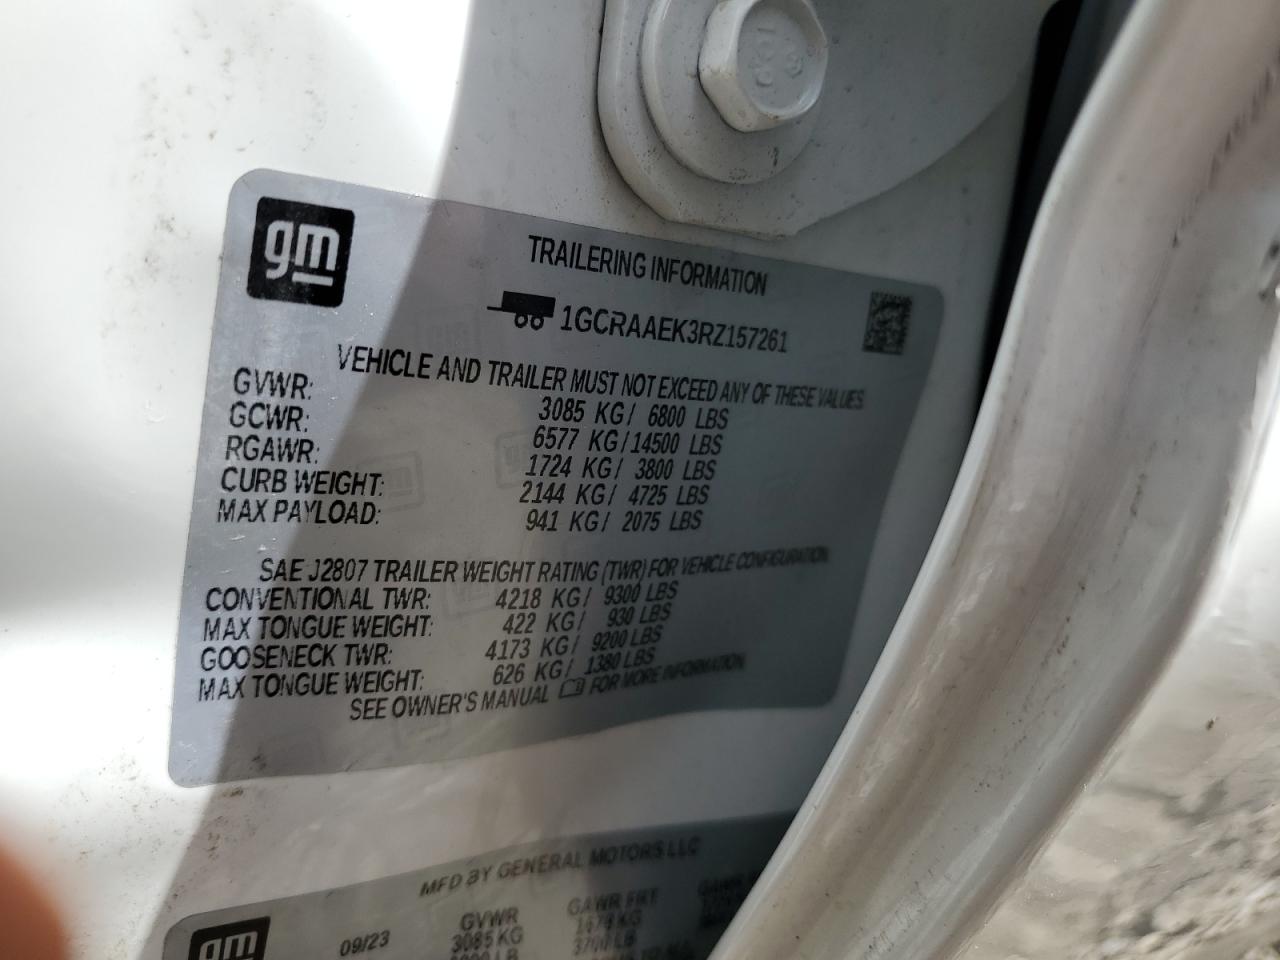 1040
gm
TRAILERING INFORMATION
1GCRAAEK3RZ157261
VEHICLE AND TRAILER MUST NOT EXCEED ANY OF THESE VALUES
GVWR: 3085 KG/ 6800 LBS
GCWR: 6577 KG/14500 LBS
RGAWR: 1724 KG/ 3800 LBS
CURB WEIGHT: 2144 KG/ 4725 LBS
MAX PAYLOAD: 941 KG/ 2075 LBS
SAE J2807 TRAILER WEIGHT RATING (TWR) FOR VEHICLE CONFIGURATION
CONVENTIONAL TWR: 4218 KG/ 9300 LBS
MAX TONGUE WEIGHT: 422 KG/ 930 LBS
GOOSENECK TWR: 4173 KG/ 9200 LBS
MAX TONGUE WEIGHT: 626 KG/ 1380 LBS
SEE OWNER'S MANUAL FOR MORE INFORMATION
MFD BY GENERAL MOTORS LLC
gm
09/23
GVWR GAWR FRT
3085 KG 1678 KG
3700 LB